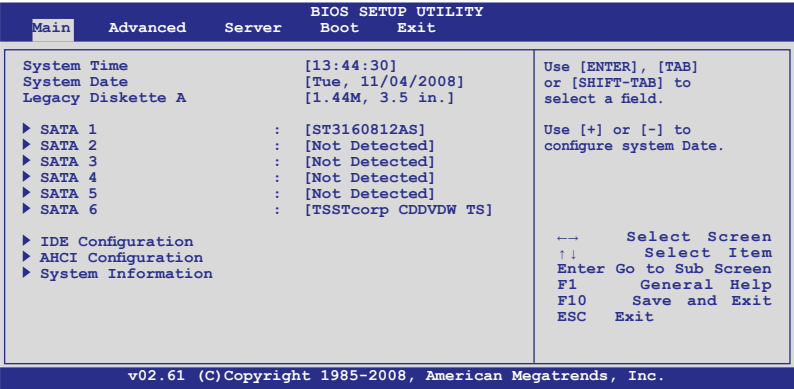 BIOS SETUP UTILITY
Main Advanced Server Boot Exit
System Time [13:44:30]
System Date [Tue, 11/04/2008]
Legacy Diskette A [1.44M, 3.5 in.]
SATA 1 : [ST3160812AS]
SATA 2 : [Not Detected]
SATA 3 : [Not Detected]
SATA 4 : [Not Detected]
SATA 5 : [Not Detected]
SATA 6 : [TSSTcorp CDDVDW TS]
IDE Configuration
AHCI Configuration
System Information
Use [ENTER], [TAB]
or [SHIFT-TAB] to
select a field.
Use [+] or [-] to
configure system Date.
←→ Select Screen
↑↓ Select Item
Enter Go to Sub Screen
F1 General Help
F10 Save and Exit
ESC Exit
v02.61 (C)Copyright 1985-2008, American Megatrends, Inc.